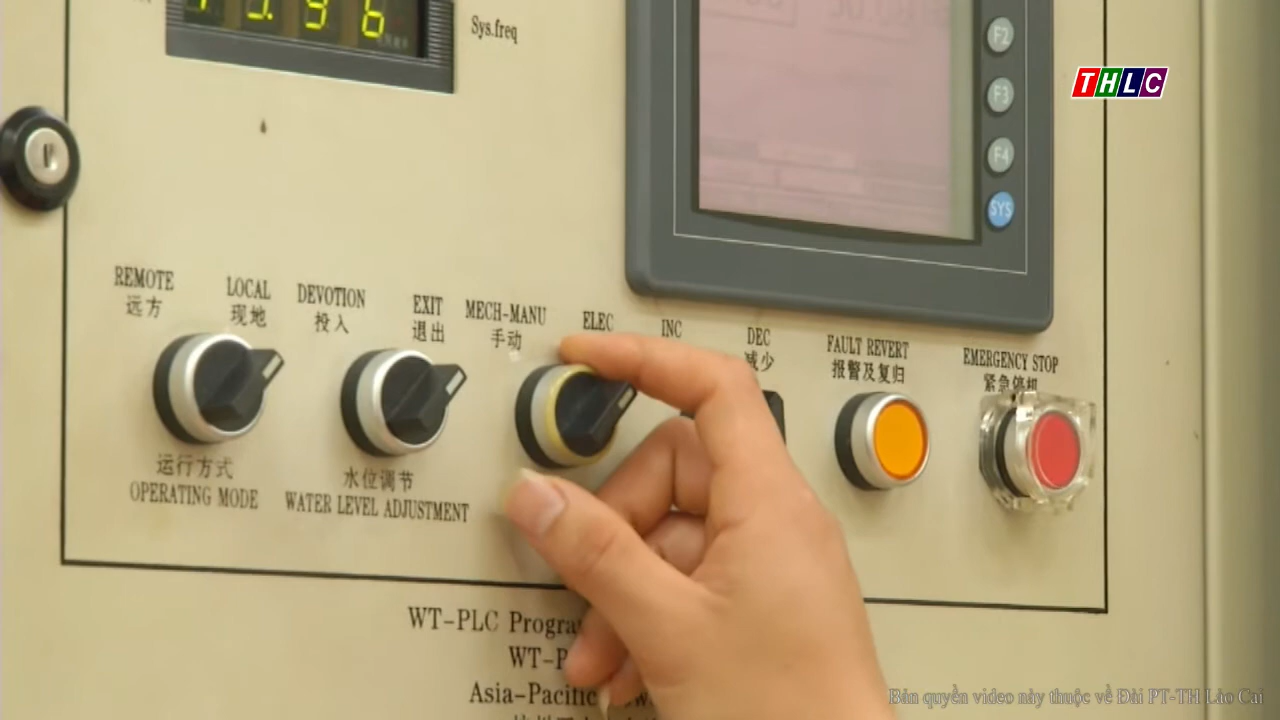 Sys.freq
F2
THLC
F3
F4
SYS
REMOTE
远方
LOCAL
现地
DEVOTION
投入
EXIT
退出
MECH-MANU
手动
ELEC
INC
DEC
减少
FAULT REVERT
报警及复归
EMERGENCY STOP
紧急停机
运行方式
OPERATING MODE
水位调节
WATER LEVEL ADJUSTMENT
WT-PLC
Asia-Pacific
Bản quyền video này thuộc về Đài PT-TH Lào Cai